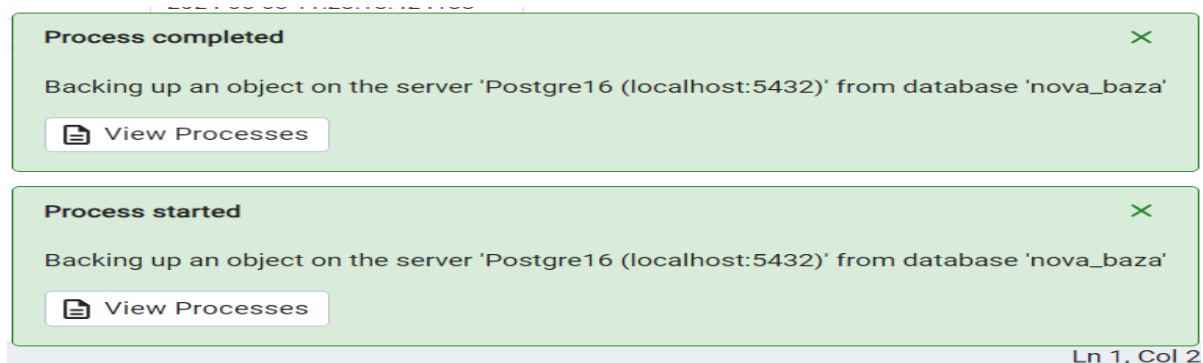 Process completed
Backing up an object on the server 'Postgre16 (localhost:5432)' from database 'nova_baza'
View Processes
Process started
Backing up an object on the server 'Postgre16 (localhost:5432)' from database 'nova_baza'
View Processes
Ln 1, Col 2